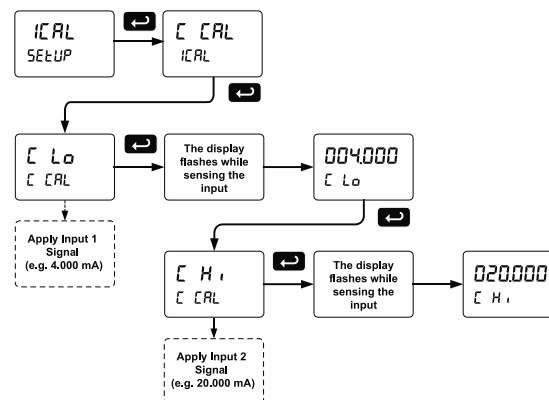 ICAL
SEtUP
C CAL
ICAL
C Lo
C CAL
The display
flashes while
sensing the
input
004.000
C Lo
Apply Input 1
Signal
(e.g. 4.000 mA)
C Hi
C CAL
The display
flashes while
sensing the
input
020.000
C Hi
Apply Input 2
Signal
(e.g. 20.000 mA)